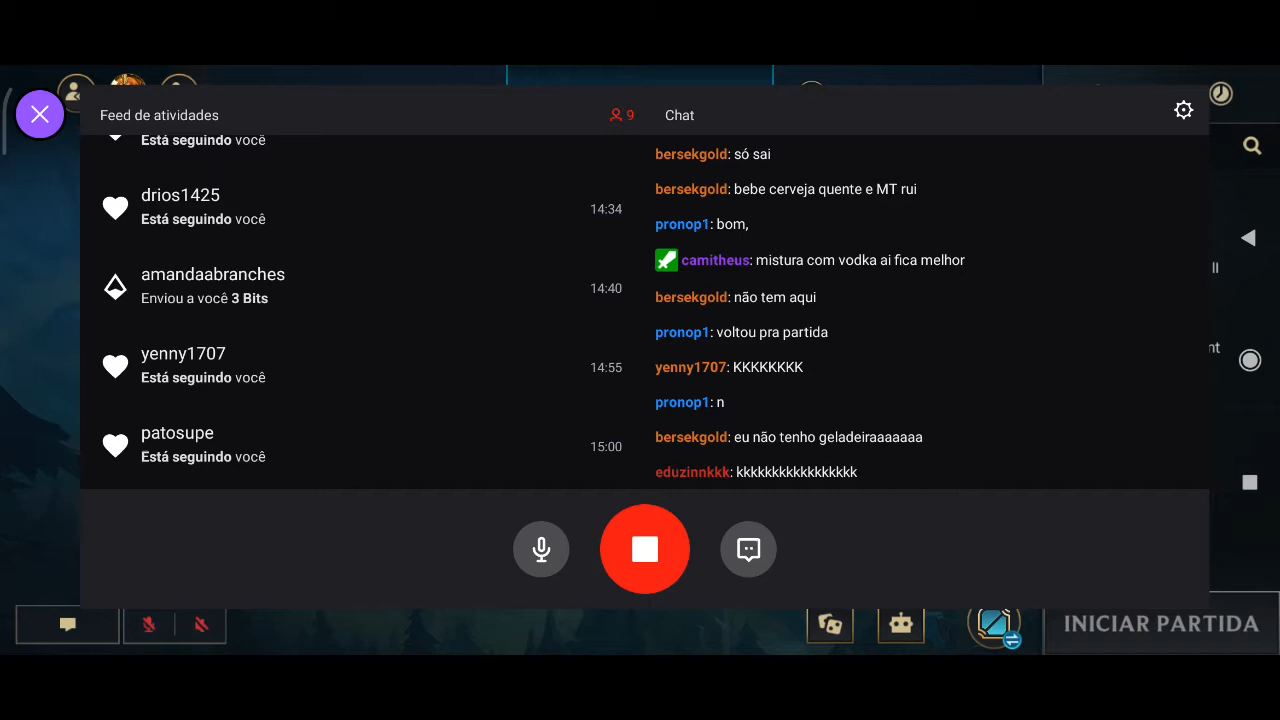 Feed de atividades
9
Está seguindo você
drios1425
Está seguindo você
14:34
amandaabranches
Enviou a você 3 Bits
14:40
yenny1707
Está seguindo você
14:55
patosupe
Está seguindo você
15:00
Chat
bersekgold: só sai
bersekgold: bebe cerveja quente e MT rui
pronop1: bom,
camitheus: mistura com vodka ai fica melhor
bersekgold: não tem aqui
pronop1: voltou pra partida
yenny1707: KKKKKKKK
pronop1: n
bersekgold: eu não tenho geladeiraaaaaaa
eduzinnkkk: kkkkkkkkkkkkkkkkk
ll
nt
INICIAR PARTIDA